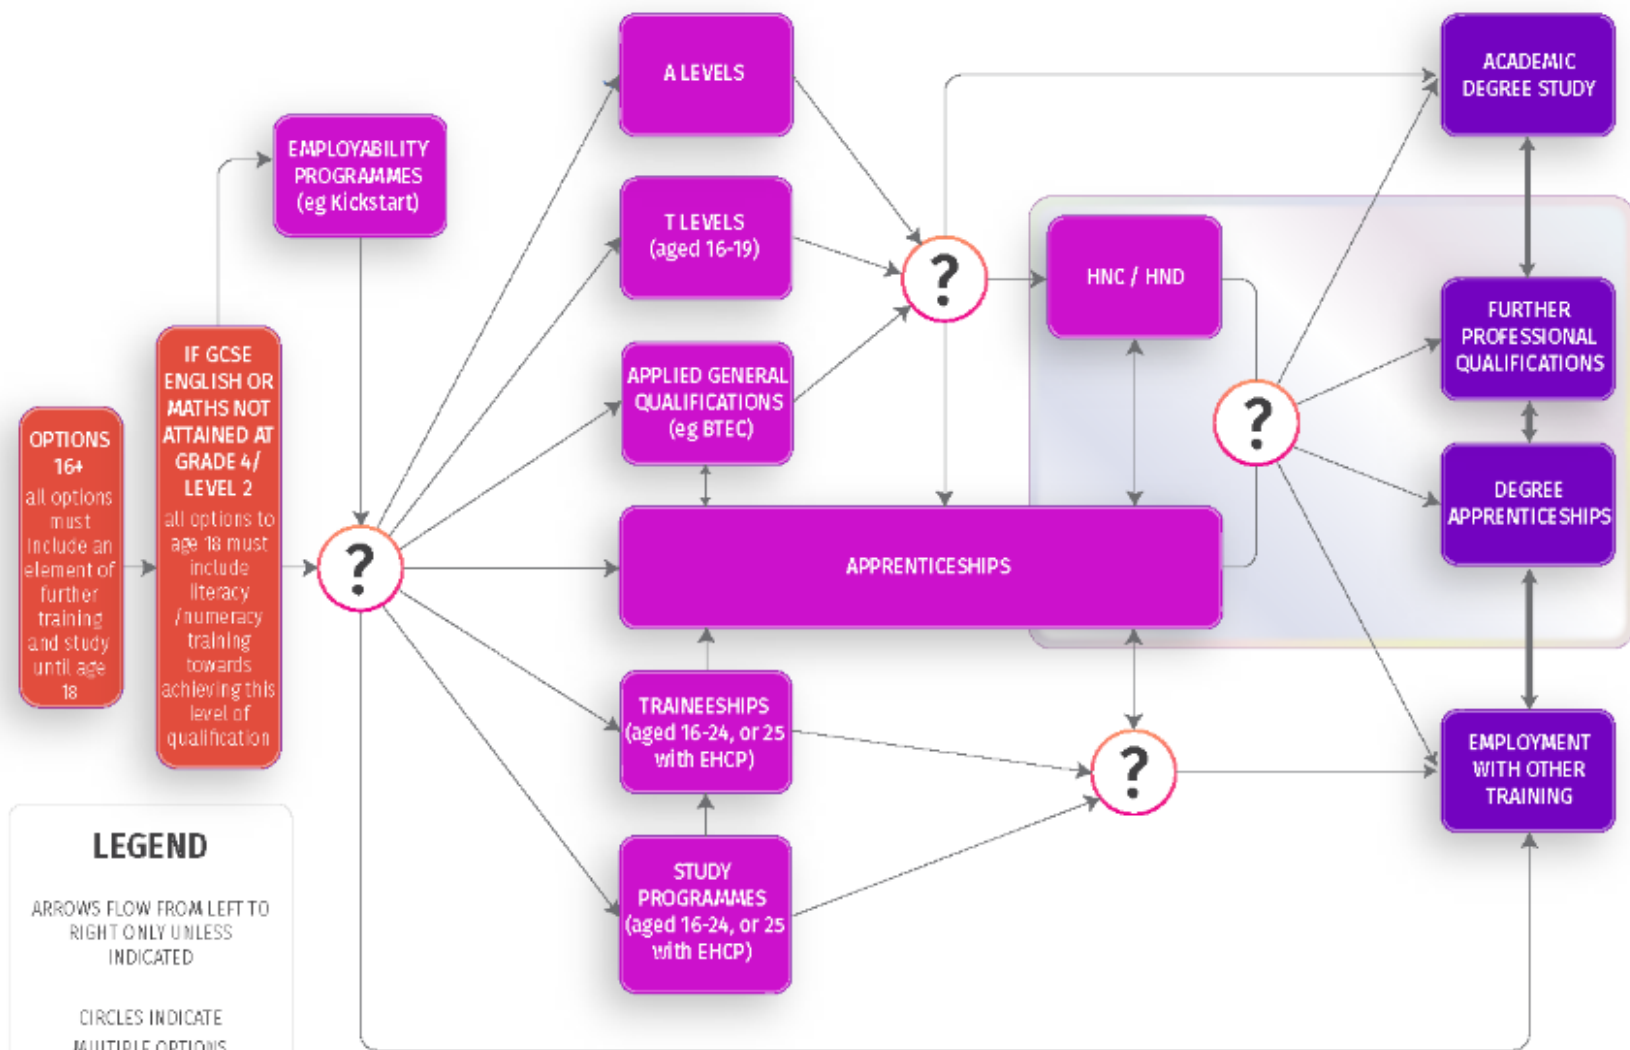 OPTIONS
16+
all options
must
include an
element of
further
training
and study
until age
18
IF GCSE
ENGLISH OR
MATHS NOT
ATTAINED AT
GRADE 4/
LEVEL 2
all options to
age 18 must
include
literacy
/numeracy
training
towards
achieving this
level of
qualification
EMPLOYABILITY
PROGRAMMES
(eg Kickstart)
?
A LEVELS
T LEVELS
(aged 16-19)
APPLIED GENERAL
QUALIFICATIONS
(eg BTEC)
APPRENTICESHIPS
TRAINEESHIPS
(aged 16-24, or 25
with EHCP)
STUDY
PROGRAMMES
(aged 16-24, or 25
with EHCP)
?
HNC / HND
?
?
ACADEMIC
DEGREE STUDY
FURTHER
PROFESSIONAL
QUALIFICATIONS
DEGREE
APPRENTICESHIPS
EMPLOYMENT
WITH OTHER
TRAINING
LEGEND
ARROWS FLOW FROM LEFT TO
RIGHT ONLY UNLESS
INDICATED
CIRCLES INDICATE
MULTIPLE OPTIONS